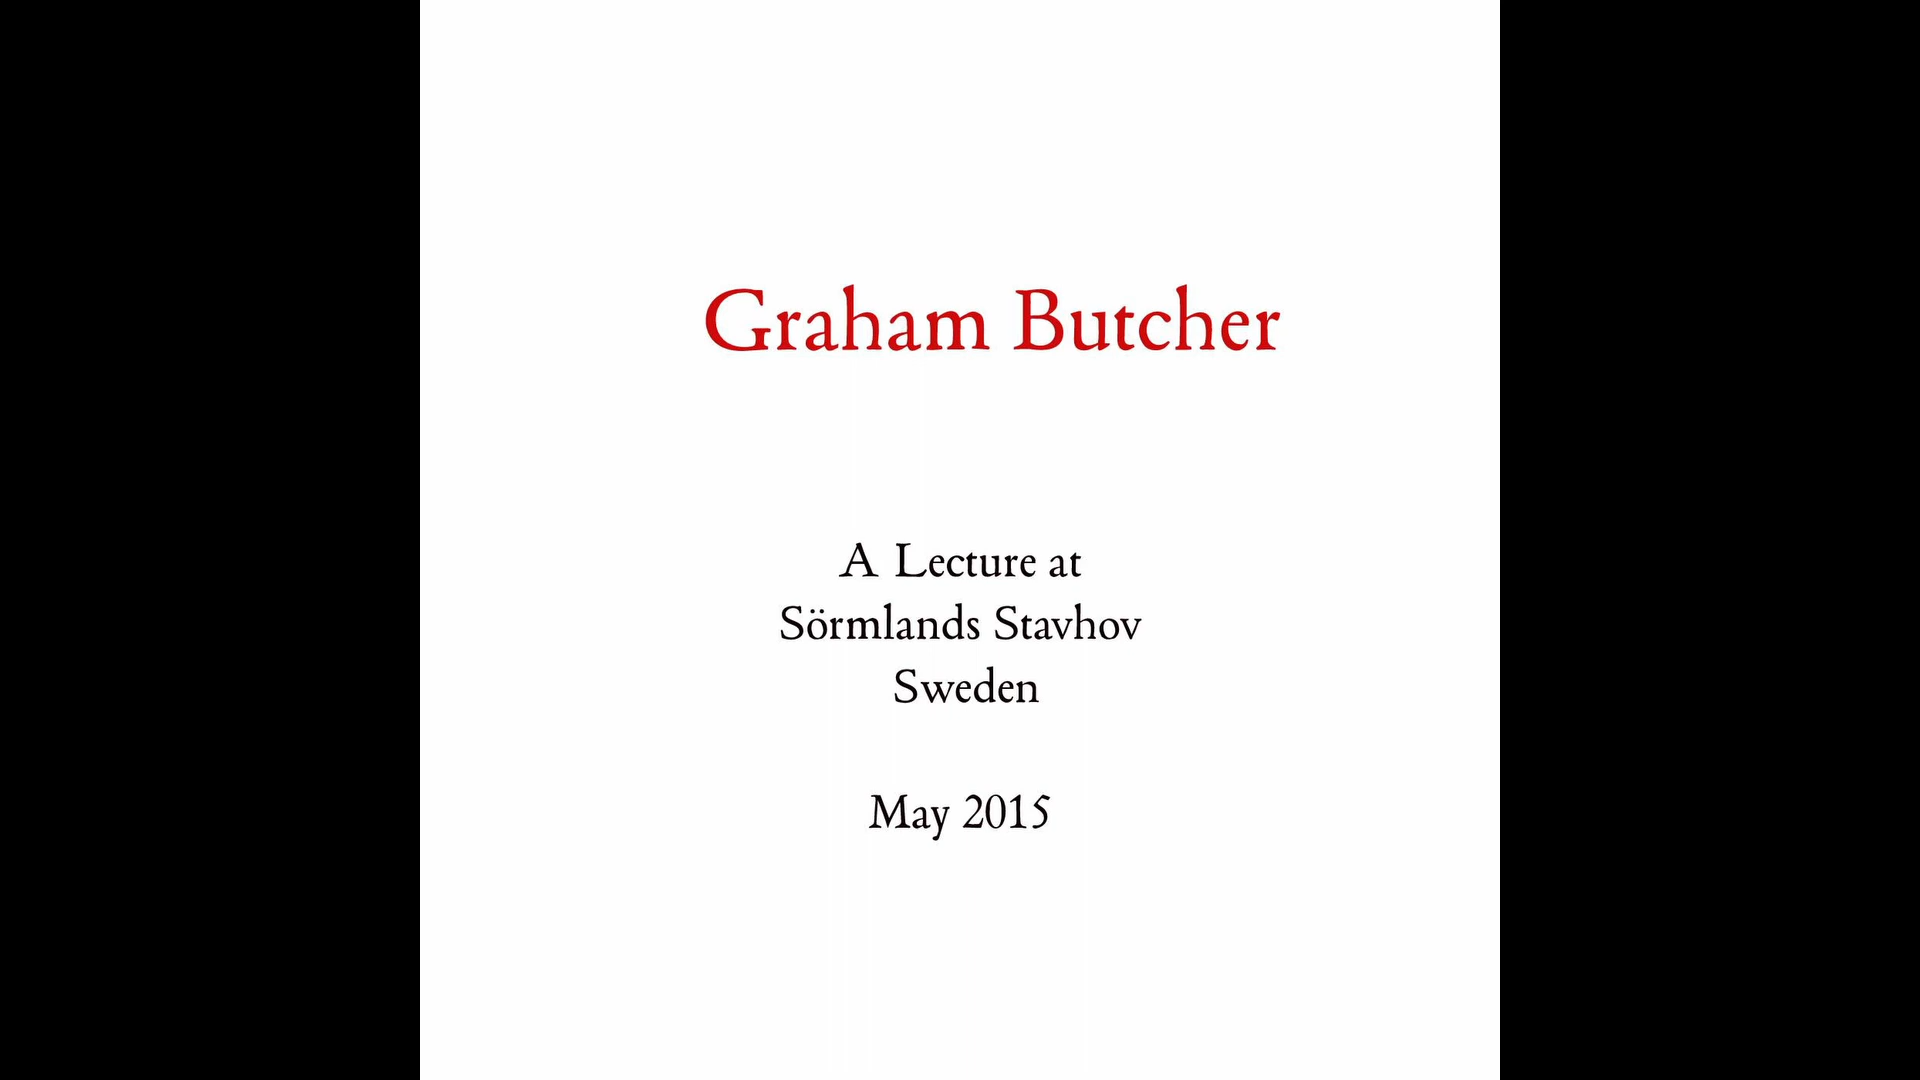 Graham Butcher
A Lecture at
Sörmlands Stavhov
Sweden
May 2015